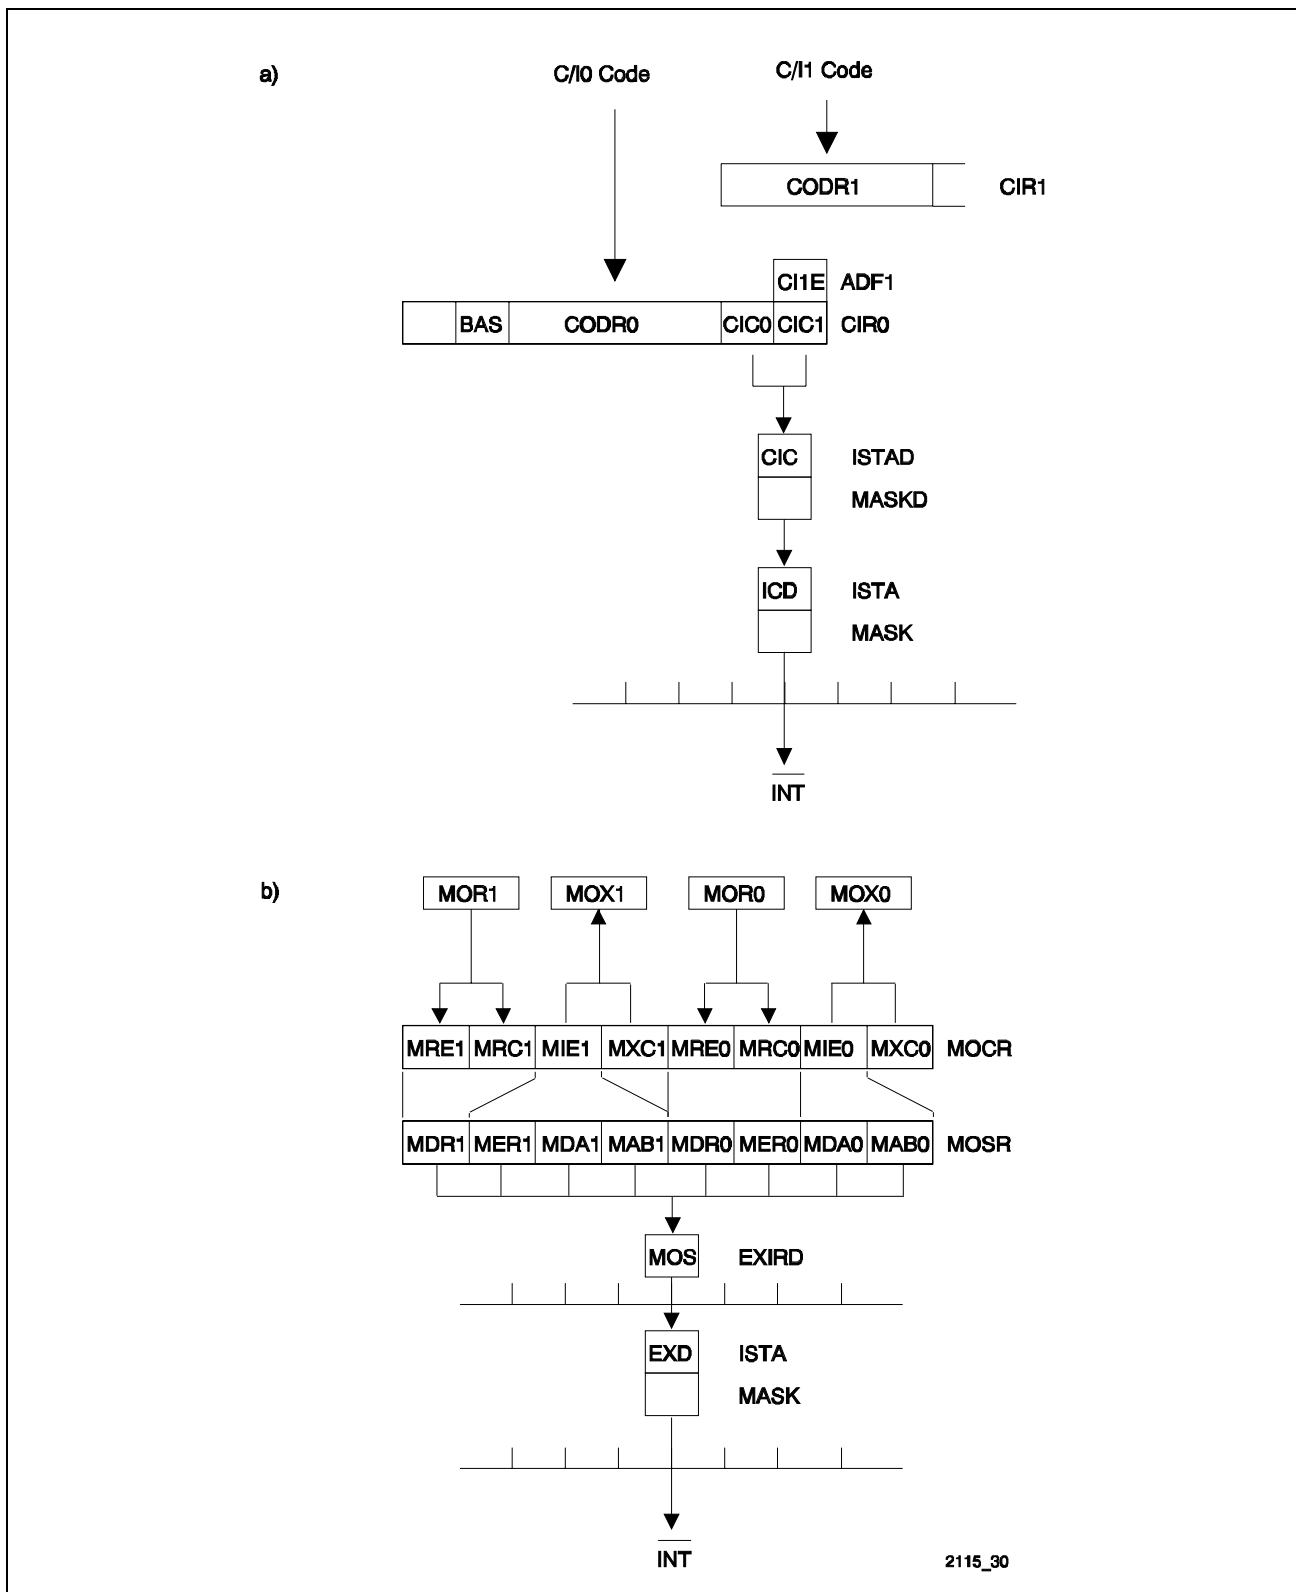 a)
C/I0 Code
C/I1 Code
CODR1 CIR1
CI1E ADF1
BAS CODR0 CIC0 CIC1 CIR0
CIC ISTAD
MASKD
ICD ISTA
MASK
INT
b)
MOR1 MOX1 MOR0 MOX0
MRE1 MRC1 MIE1 MXC1 MRE0 MRC0 MIE0 MXC0 MOCR
MDR1 MER1 MDA1 MAB1 MDR0 MER0 MDA0 MAB0 MOSR
MOS EXIRD
EXD ISTA
MASK
INT
2115_30